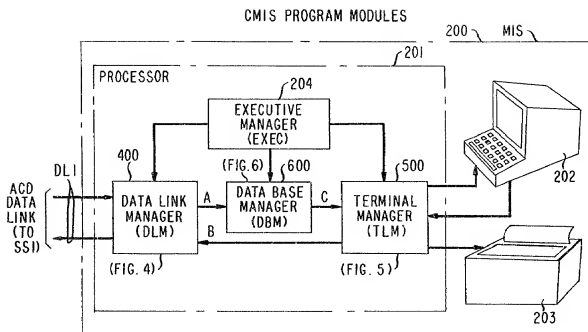 CMIS PROGRAM MODULES
200 MIS
201
PROCESSOR
204
EXECUTIVE
MANAGER
(EXEC)
400
(FIG. 6) 600
500
202
DL1
ACD
DATA
LINK
(TO
SSI)
DATA LINK
MANAGER
(DLM)
A
DATA BASE
MANAGER
(DBM)
C
TERMINAL
MANAGER
(TLM)
B
(FIG. 4)
(FIG. 5)
203